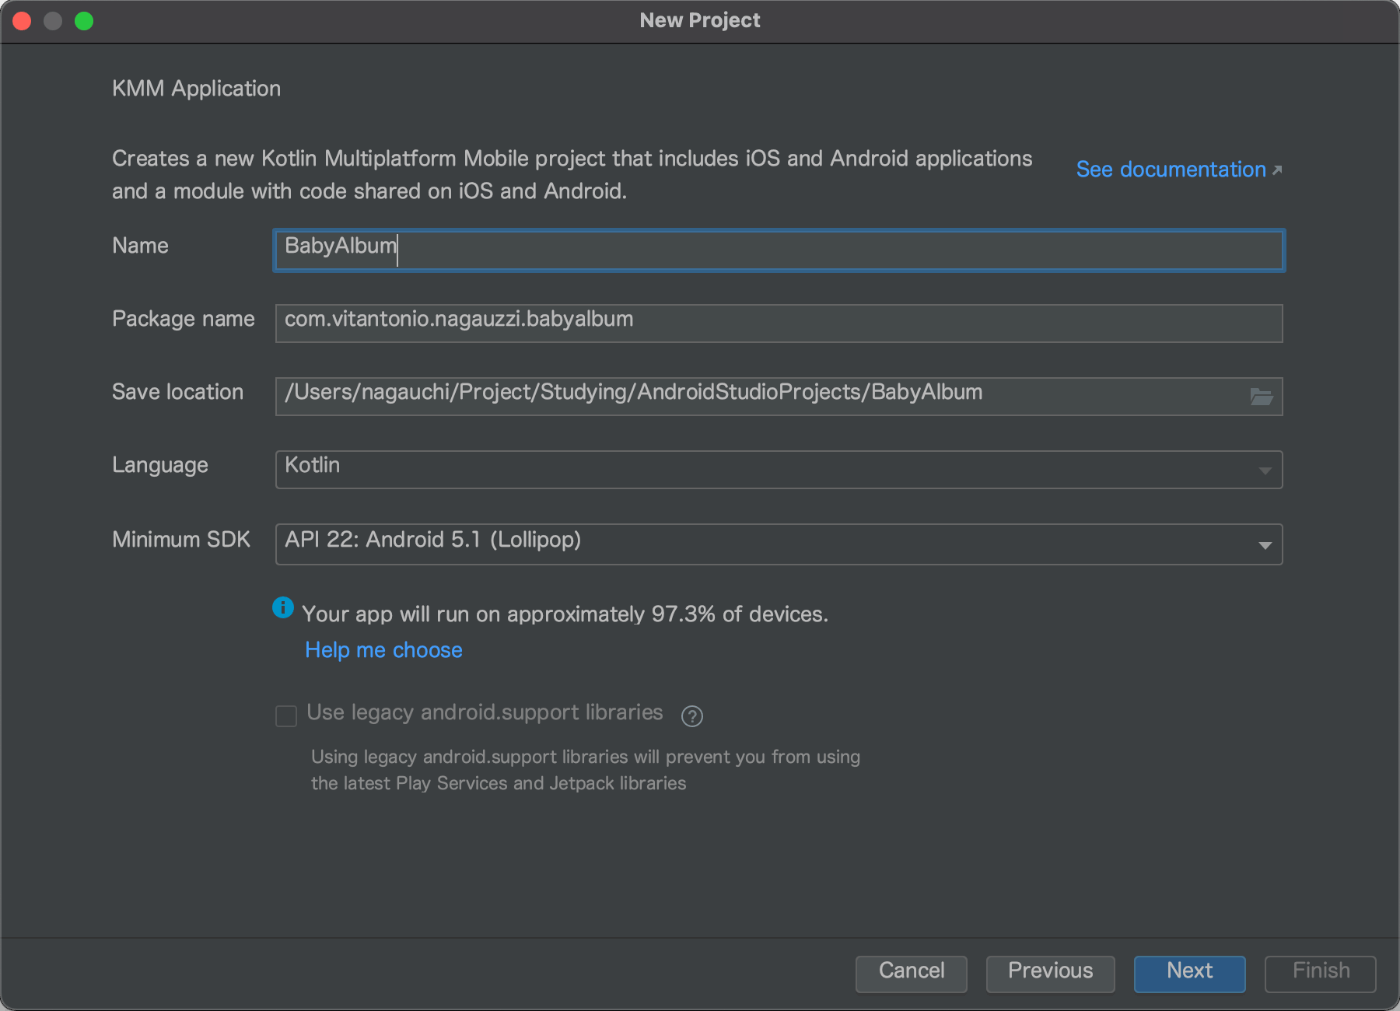 New Project
KMM Application
Creates a new Kotlin Multiplatform Mobile project that includes iOS and Android applications
and a module with code shared on iOS and Android.
See documentation
Name
BabyAlbum
Package name
com.vitantonio.nagauzzi.babyalbum
Save location
/Users/nagauchi/Project/Studying/AndroidStudioProjects/BabyAlbum
Language
Kotlin
Minimum SDK
API 22: Android 5.1 (Lollipop)
Your app will run on approximately 97.3% of devices.
Help me choose
Use legacy android.support libraries
Using legacy android.support libraries will prevent you from using
the latest Play Services and Jetpack libraries
Cancel
Previous
Next
Finish